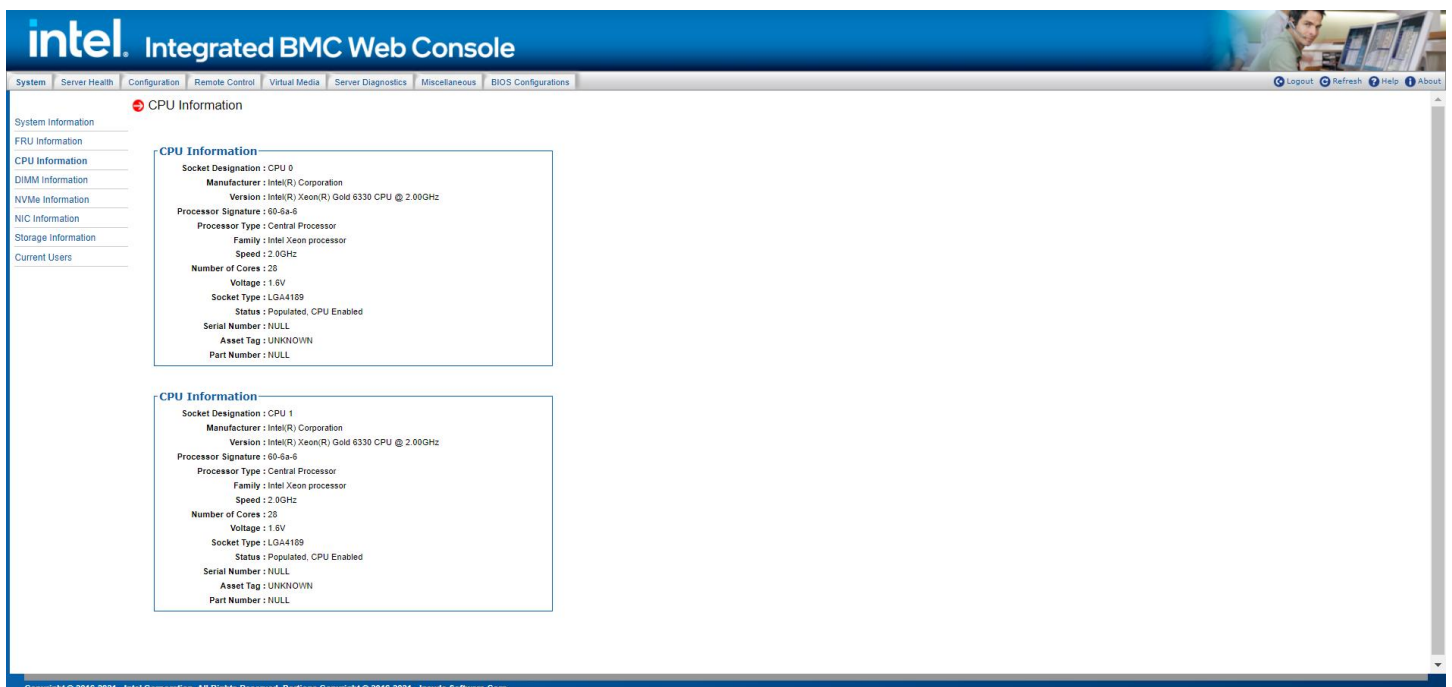 intel. Integrated BMC Web Console
System Server Health Configuration Remote Control Virtual Media Server Diagnostics Miscellaneous BIOS Configurations Logout Refresh Help About
CPU Information
System Information
FRU Information
CPU Information
DIMM Information
NVMe Information
NIC Information
Storage Information
Current Users
CPU Information
Socket Designation : CPU 0
Manufacturer : Intel(R) Corporation
Version : Intel(R) Xeon(R) Gold 6330 CPU @ 2.00GHz
Processor Signature : 60-6a-6
Processor Type : Central Processor
Family : Intel Xeon processor
Speed : 2.0GHz
Number of Cores : 28
Voltage : 1.6V
Socket Type : LGA4189
Status : Populated, CPU Enabled
Serial Number : NULL
Asset Tag : UNKNOWN
Part Number : NULL
CPU Information
Socket Designation : CPU 1
Manufacturer : Intel(R) Corporation
Version : Intel(R) Xeon(R) Gold 6330 CPU @ 2.00GHz
Processor Signature : 60-6a-6
Processor Type : Central Processor
Family : Intel Xeon processor
Speed : 2.0GHz
Number of Cores : 28
Voltage : 1.6V
Socket Type : LGA4189
Status : Populated, CPU Enabled
Serial Number : NULL
Asset Tag : UNKNOWN
Part Number : NULL